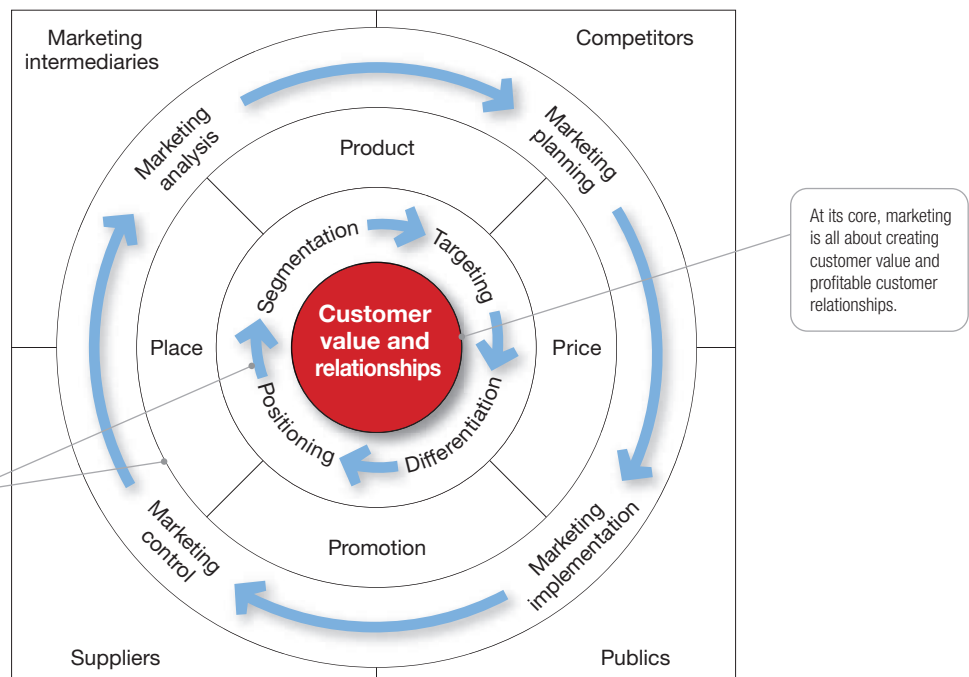 Marketing
intermediaries
Competitors
Marketing
analysis
Marketing
planning
Product
Segmentation
Targeting
Customer
value and
relationships
Place
Price
Positioning
Differentiation
Promotion
Marketing
control
Marketing
implementation
Suppliers
Publics
At its core, marketing
is all about creating
customer value and
profitable customer
relationships.